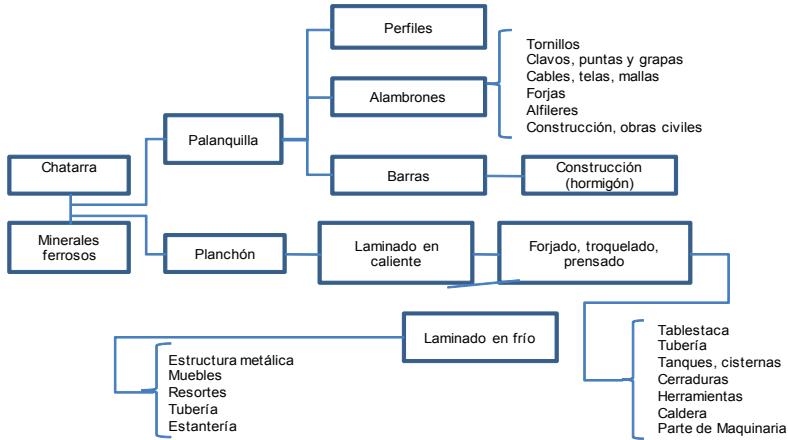 Perfiles
Tornillos
Clavos, puntas y grapas
Cables, telas, mallas
Forjas
Alfileres
Construcción, obras civiles
Alambrones
Palanquilla
Chatarra
Barras
Construcción
(hormigón)
Minerales
ferrosos
Planchón
Laminado en
caliente
Forjado, troquelado,
prensado
Laminado en frío
Estructura metálica
Muebles
Resortes
Tubería
Estantería
Tablestaca
Tubería
Tanques, cisternas
Cerraduras
Herramientas
Caldera
Parte de Maquinaria